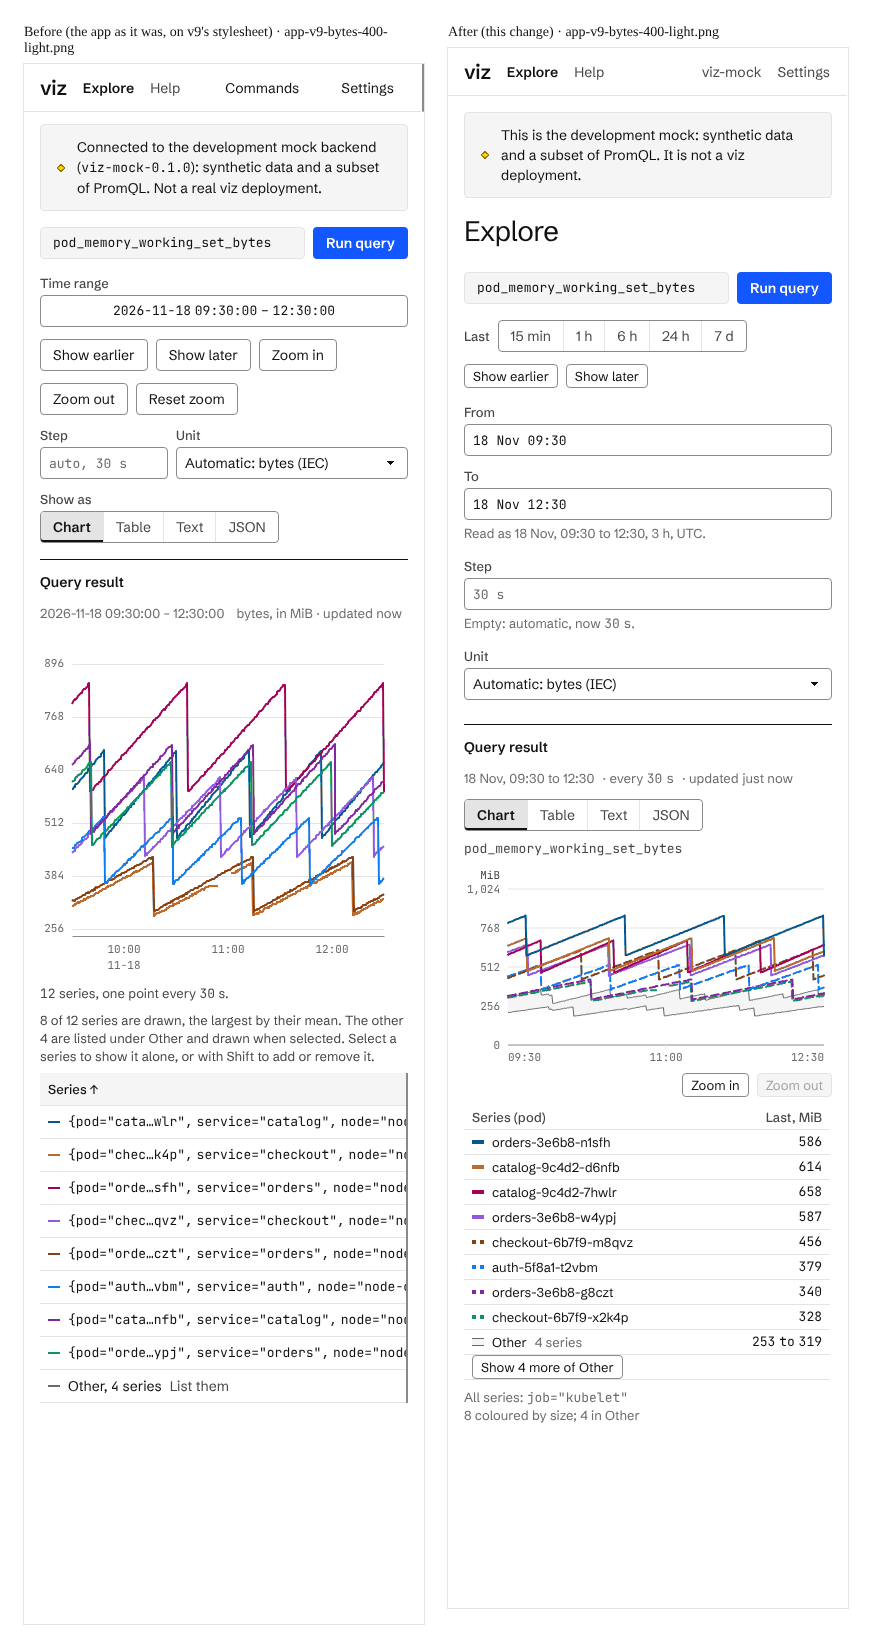 Before (the app as it was, on v9's stylesheet) · app-v9-bytes-400-
light.png
viz Explore Help Commands Settings
Connected to the development mock backend
(viz-mock-0.1.0): synthetic data and a subset
of PromQL. Not a real viz deployment.
pod_memory_working_set_bytes Run query
Time range
2026-11-18 09:30:00 – 12:30:00
Show earlier Show later Zoom in
Zoom out Reset zoom
Step Unit
auto, 30 s Automatic: bytes (IEC)
Show as
Chart Table Text JSON
Query result
2026-11-18 09:30:00 – 12:30:00 bytes, in MiB · updated now
896
768
640
512
384
256
10:00 11:00 12:00
11-18
12 series, one point every 30 s.
8 of 12 series are drawn, the largest by their mean. The other
4 are listed under Other and drawn when selected. Select a
series to show it alone, or with Shift to add or remove it.
Series ↑
{pod="cata…wlr", service="catalog", node="no
{pod="chec…k4p", service="checkout", node="n
{pod="orde…sfh", service="orders", node="node
{pod="chec…qvz", service="checkout", node="n
{pod="orde…czt", service="orders", node="node
{pod="auth…vbm", service="auth", node="node-
{pod="cata…nfb", service="catalog", node="no
{pod="orde…ypj", service="orders", node="node
Other, 4 series List them
After (this change) · app-v9-bytes-400-light.png
viz Explore Help viz-mock Settings
This is the development mock: synthetic data
and a subset of PromQL. It is not a viz
deployment.
Explore
pod_memory_working_set_bytes Run query
Last 15 min 1 h 6 h 24 h 7 d
Show earlier Show later
From
18 Nov 09:30
To
18 Nov 12:30
Read as 18 Nov, 09:30 to 12:30, 3 h, UTC.
Step
30 s
Empty: automatic, now 30 s.
Unit
Automatic: bytes (IEC)
Query result
18 Nov, 09:30 to 12:30 · every 30 s · updated just now
Chart Table Text JSON
pod_memory_working_set_bytes
MiB
1,024
768
512
256
0
09:30 11:00 12:30
Zoom in Zoom out
Series (pod) Last, MiB
orders-3e6b8-n1sfh 586
catalog-9c4d2-d6nfb 614
catalog-9c4d2-7hwlr 658
orders-3e6b8-w4ypj 587
checkout-6b7f9-m8qvz 456
auth-5f8a1-t2vbm 379
orders-3e6b8-g8czt 340
checkout-6b7f9-x2k4p 328
Other 4 series 253 to 319
Show 4 more of Other
All series: job="kubelet"
8 coloured by size; 4 in Other